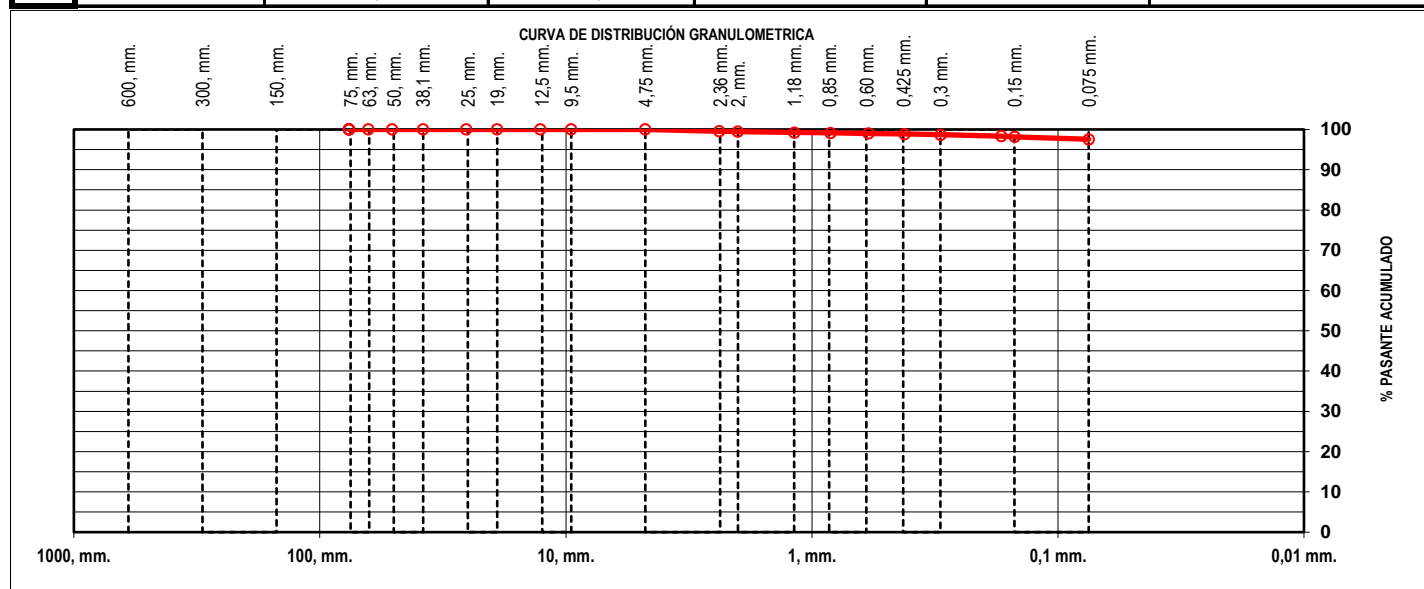 CURVA DE DISTRIBUCIÓN GRANULOMETRICA
600, mm.
300, mm.
150, mm.
75, mm.
63, mm.
50, mm.
38,1 mm.
25, mm.
19, mm.
12,5 mm.
9,5 mm.
4,75 mm.
2,36 mm.
2, mm.
1,18 mm.
0,85 mm.
0,60 mm.
0,425 mm.
0,3 mm.
0,15 mm.
0,075 mm.
100
90
80
70
60
50
40
30
20
10
0
% PASANTE ACUMULADO
1000, mm.
100, mm.
10, mm.
1, mm.
0,1 mm.
0,01 mm.